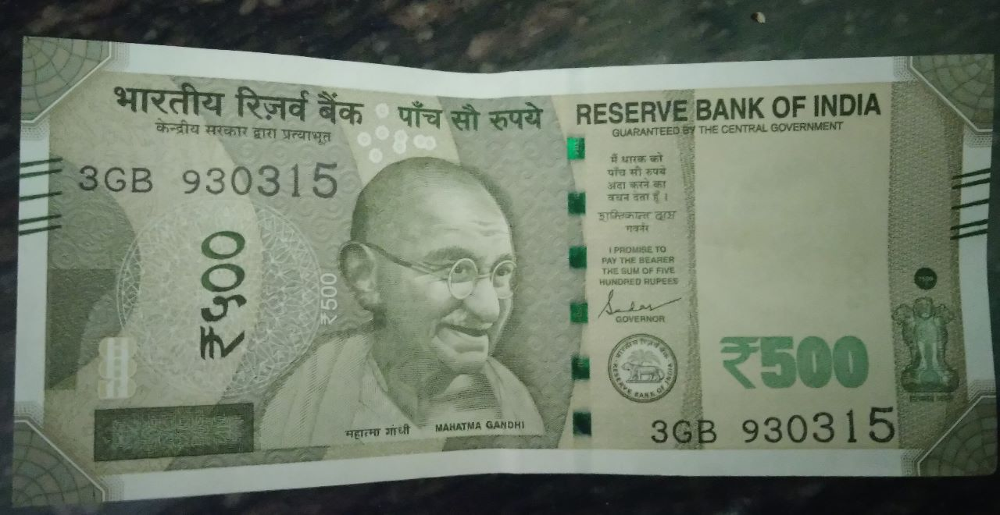 भारतीय रिज़र्व बैंक
केन्द्रीय सरकार द्वारा प्रत्याभूत
पाँच सौ रुपये
RESERVE BANK OF INDIA
GUARANTEED BY THE CENTRAL GOVERNMENT
3GB 930315
₹५००
₹500
महात्मा गांधी
MAHATMA GANDHI
मैं धारक को
पाँच सौ रुपये
अदा करने का
वचन देता हूँ ।
शक्तिकान्त दास
गवर्नर
I PROMISE TO
PAY THE BEARER
THE SUM OF FIVE
HUNDRED RUPEES
GOVERNOR
भारतीय रिज़र्व बैंक
RESERVE BANK OF INDIA
₹500
3GB 930315